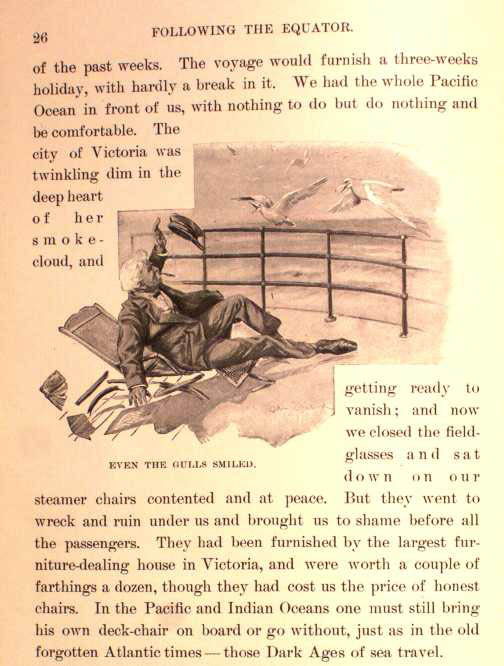 26
FOLLOWING THE EQUATOR.
of the past weeks. The voyage would furnish a three-weeks
holiday, with hardly a break in it. We had the whole Pacific
Ocean in front of us, with nothing to do but do nothing and
be comfortable. The
city of Victoria was
twinkling dim in the
deep heart
of her
smoke-
cloud, and
getting ready to
vanish; and now
we closed the field-
glasses and sat
down on our
EVEN THE GULLS SMILED.
steamer chairs contented and at peace. But they went to
wreck and ruin under us and brought us to shame before all
the passengers. They had been furnished by the largest fur-
niture-dealing house in Victoria, and were worth a couple of
farthings a dozen, though they had cost us the price of honest
chairs. In the Pacific and Indian Oceans one must still bring
his own deck-chair on board or go without, just as in the old
forgotten Atlantic times — those Dark Ages of sea travel.